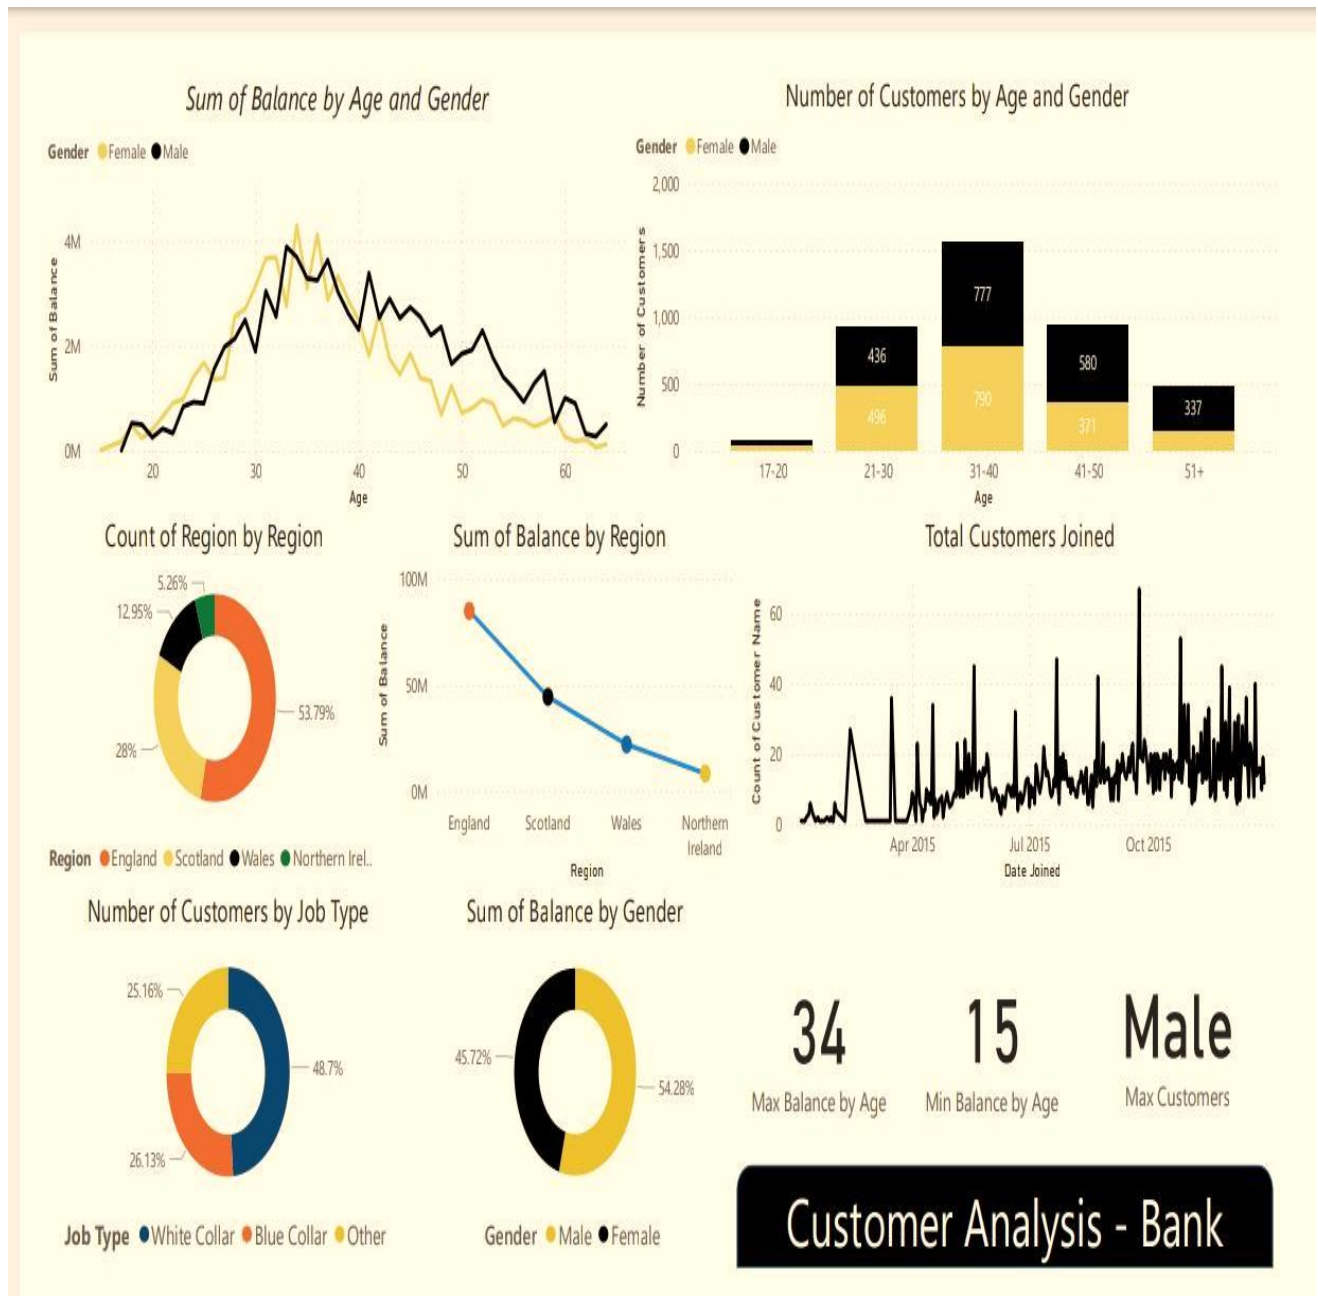 Sum of Balance by Age and Gender
Gender Female Male
Sum of Balance
4M
2M
0M
20 30 40 50 60
Age
Number of Customers by Age and Gender
Gender Female Male
Number of Customers
2,000
1,500
1,000
500
0
436
496
777
790
580
371
337
17-20 21-30 31-40 41-50 51+
Age
Count of Region by Region
5.26%
12.95%
28%
53.79%
Region England Scotland Wales Northern Irel..
Sum of Balance by Region
Sum of Balance
100M
50M
0M
England Scotland Wales Northern
Ireland
Region
Total Customers Joined
Count of Customer Name
60
40
20
0
Apr 2015 Jul 2015 Oct 2015
Date Joined
Number of Customers by Job Type
25.16%
48.7%
26.13%
Job Type White Collar Blue Collar Other
Sum of Balance by Gender
45.72%
54.28%
Gender Male Female
34
Max Balance by Age
15
Min Balance by Age
Male
Max Customers
Customer Analysis - Bank